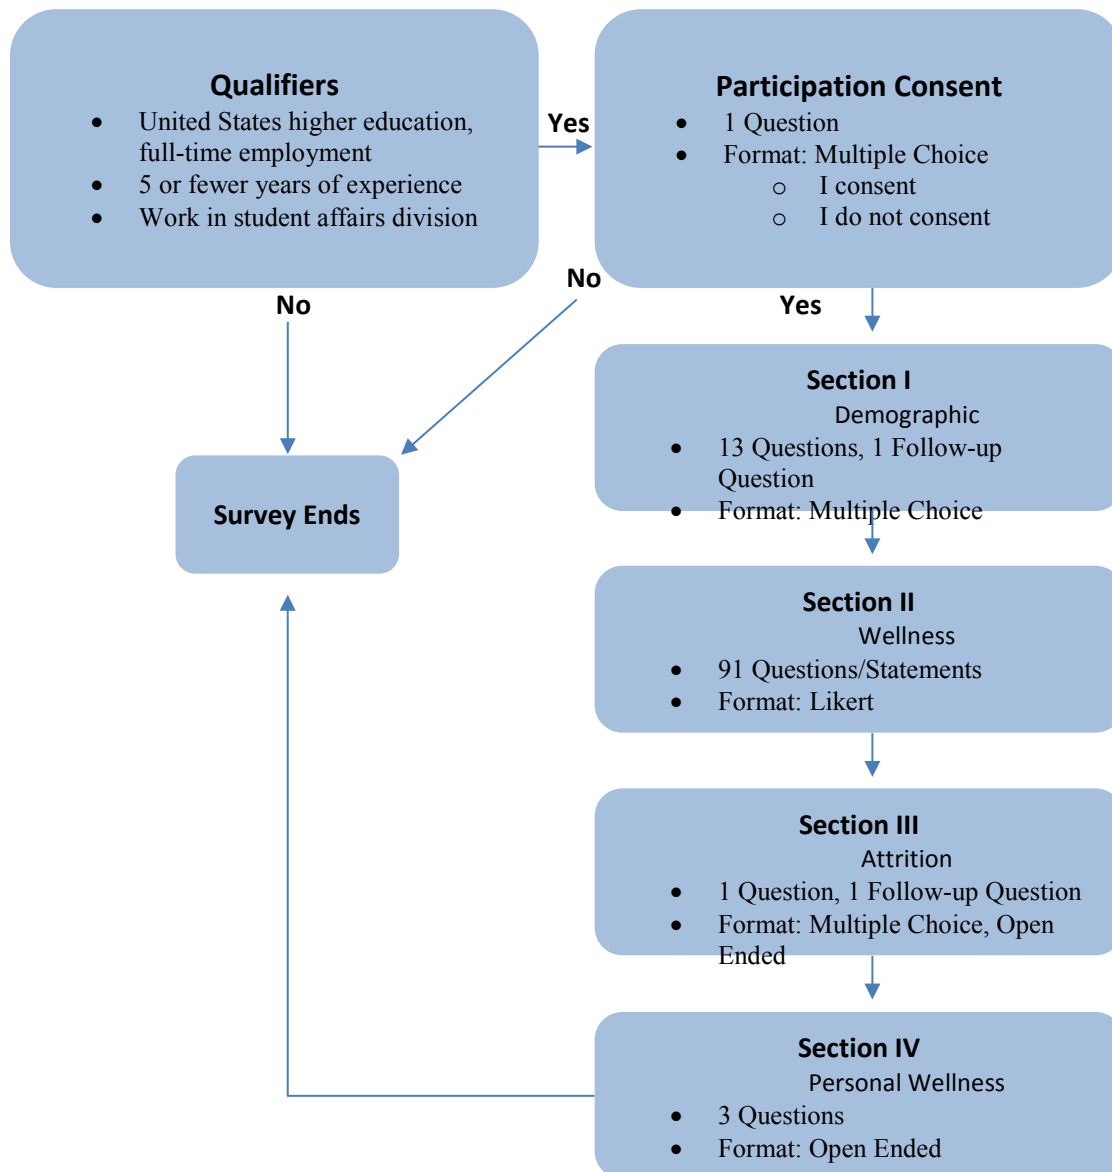 Qualifiers
• United States higher education,
full-time employment
• 5 or fewer years of experience
• Work in student affairs division
Yes
Participation Consent
• 1 Question
• Format: Multiple Choice
o I consent
o I do not consent
No
No
Yes
Survey Ends
Section I
Demographic
• 13 Questions, 1 Follow-up
Question
• Format: Multiple Choice
Section II
Wellness
• 91 Questions/Statements
• Format: Likert
Section III
Attrition
• 1 Question, 1 Follow-up Question
• Format: Multiple Choice, Open
Ended
Section IV
Personal Wellness
• 3 Questions
• Format: Open Ended